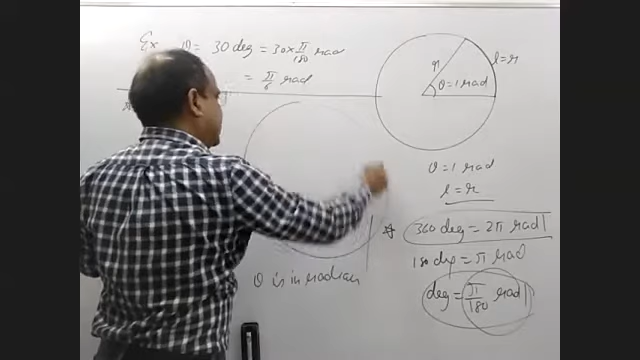 Ex θ = 30 deg = 30 × π/180 rad
= π/6 rad
r
l = r
θ = 1 rad
θ = 1 rad
l = r
360 deg = 2π rad
180 deg = π rad
deg = π/180 rad
θ is in radian